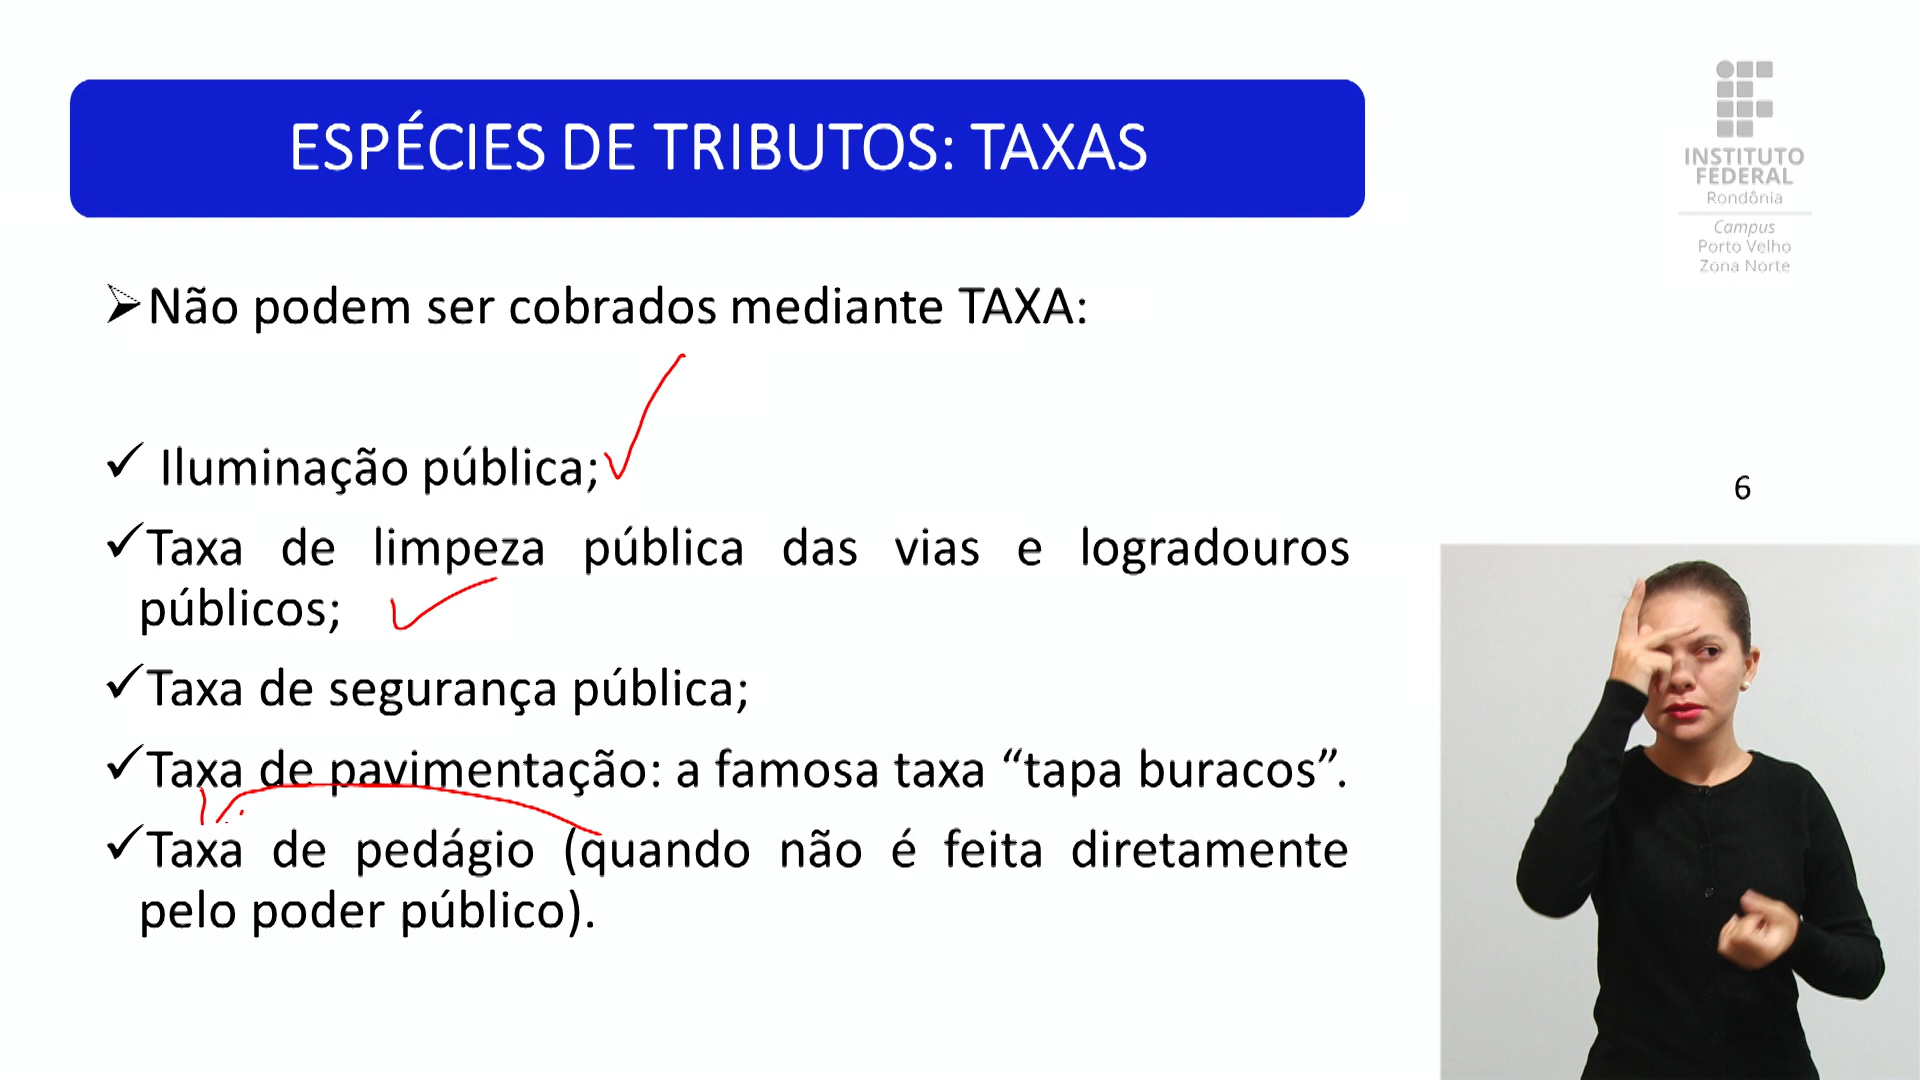 ESPÉCIES DE TRIBUTOS: TAXAS
INSTITUTO
FEDERAL
Rondônia
Campus
Porto Velho
Zona Norte
Não podem ser cobrados mediante TAXA:
Iluminação pública;
Taxa de limpeza pública das vias e logradouros
públicos;
Taxa de segurança pública;
Taxa de pavimentação: a famosa taxa “tapa buracos”.
Taxa de pedágio (quando não é feita diretamente
pelo poder público).
6